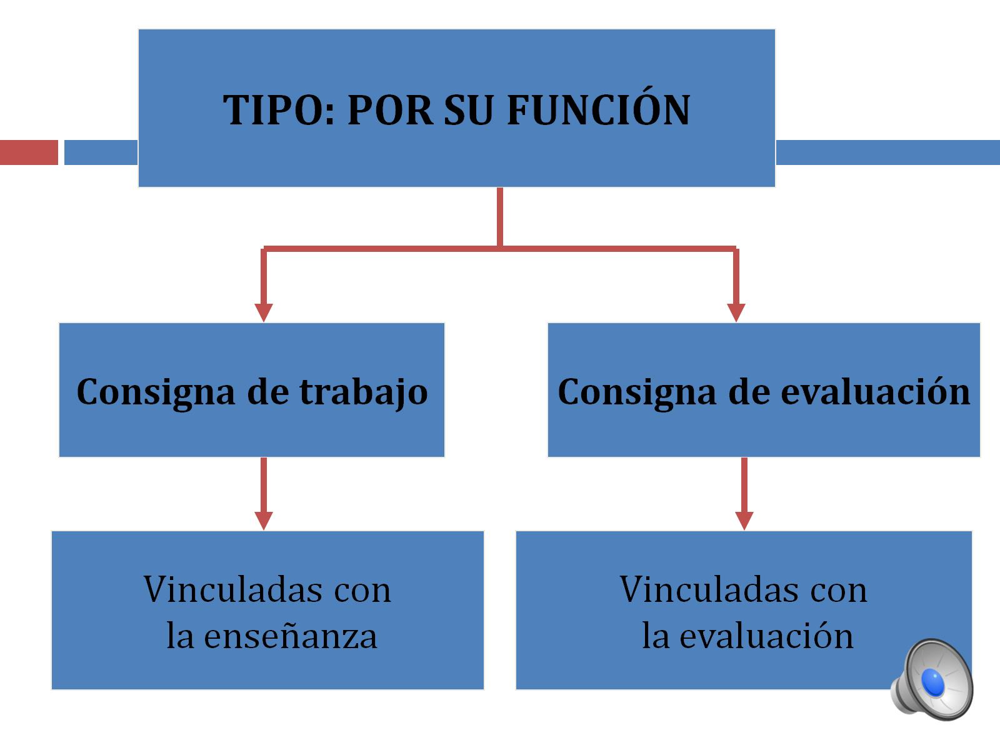 TIPO: POR SU FUNCIÓN
Consigna de trabajo
Consigna de evaluación
Vinculadas con
la enseñanza
Vinculadas con
la evaluación